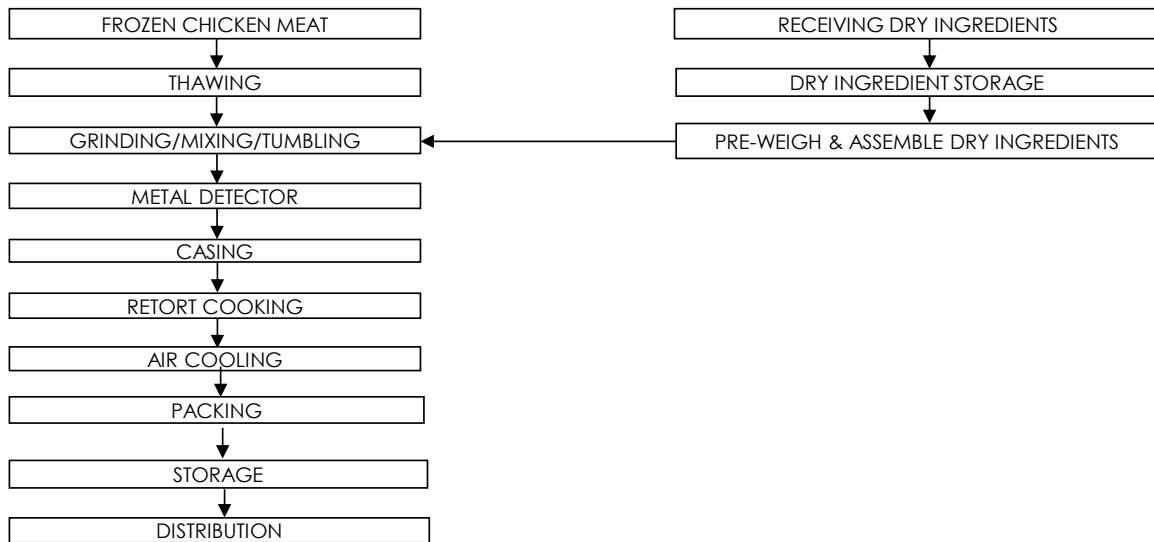 FROZEN CHICKEN MEAT
THAWING
GRINDING/MIXING/TUMBLING
METAL DETECTOR
CASING
RETORT COOKING
AIR COOLING
PACKING
STORAGE
DISTRIBUTION
RECEIVING DRY INGREDIENTS
DRY INGREDIENT STORAGE
PRE-WEIGH & ASSEMBLE DRY INGREDIENTS